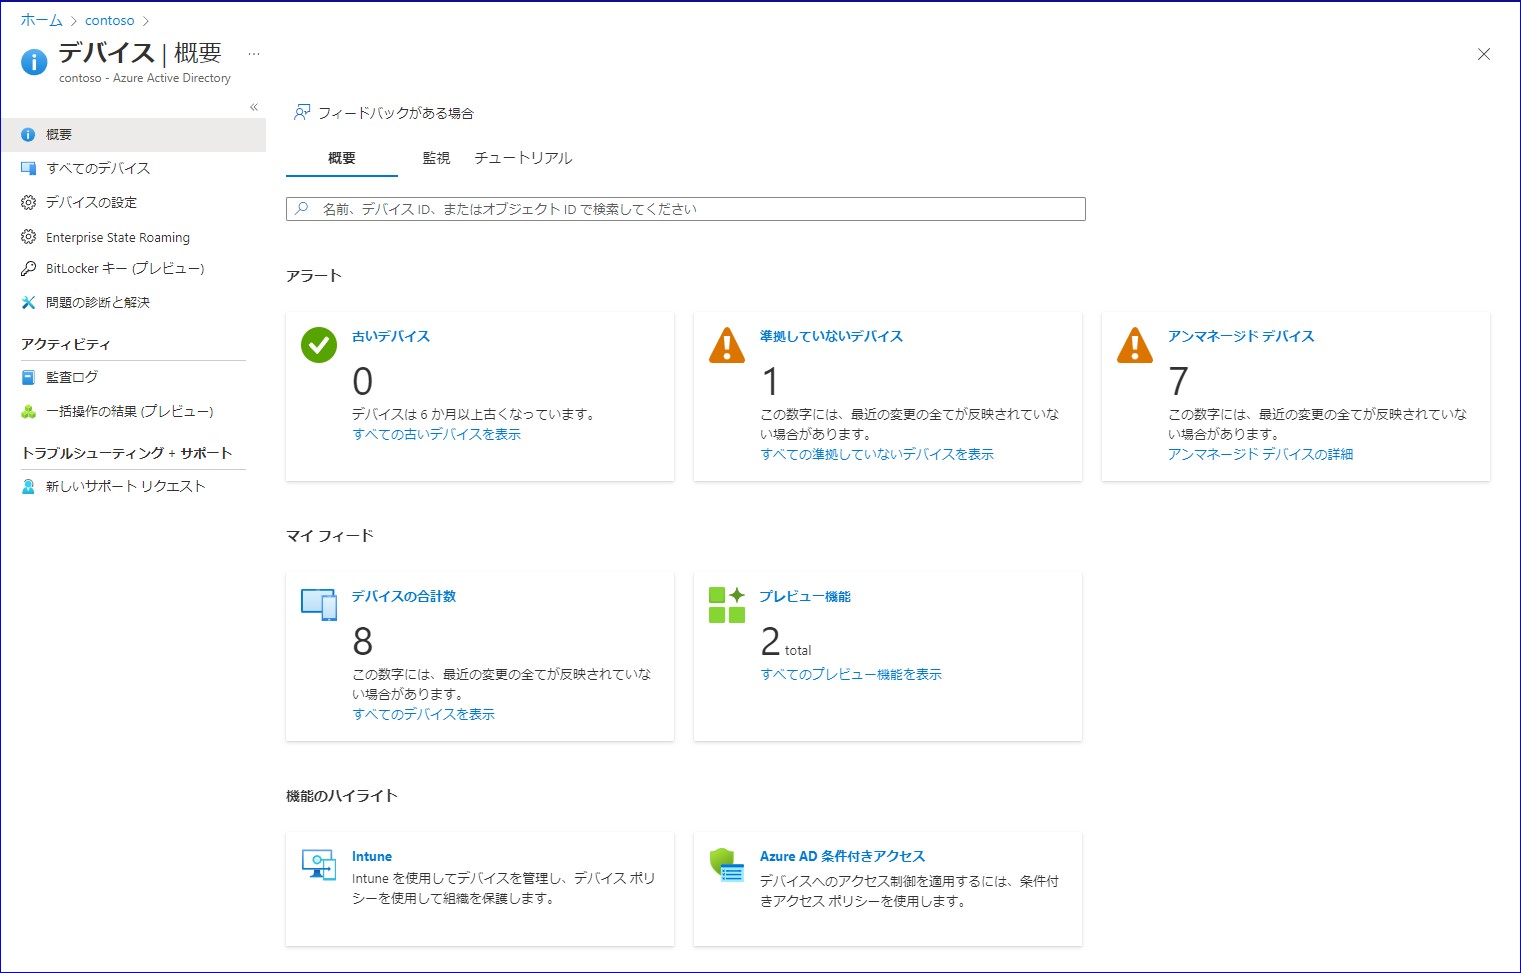 ホーム > contoso >
デバイス | 概要 …
contoso - Azure Active Directory
«
概要
すべてのデバイス
デバイスの設定
Enterprise State Roaming
BitLocker キー (プレビュー)
問題の診断と解決
アクティビティ
監査ログ
一括操作の結果 (プレビュー)
トラブルシューティング + サポート
新しいサポート リクエスト
フィードバックがある場合
概要 監視 チュートリアル
名前、デバイス ID、またはオブジェクト ID で検索してください
アラート
古いデバイス
0
デバイスは 6 か月以上古くなっています。
すべての古いデバイスを表示
準拠していないデバイス
1
この数字には、最近の変更の全てが反映されていな
い場合があります。
すべての準拠していないデバイスを表示
アンマネージド デバイス
7
この数字には、最近の変更の全てが反映されていな
い場合があります。
アンマネージド デバイスの詳細
マイ フィード
デバイスの合計数
8
この数字には、最近の変更の全てが反映されていな
い場合があります。
すべてのデバイスを表示
プレビュー機能
2 total
すべてのプレビュー機能を表示
機能のハイライト
Intune
Intune を使用してデバイスを管理し、デバイス ポリ
シーを使用して組織を保護します。
Azure AD 条件付きアクセス
デバイスへのアクセス制御を適用するには、条件付
きアクセス ポリシーを使用します。